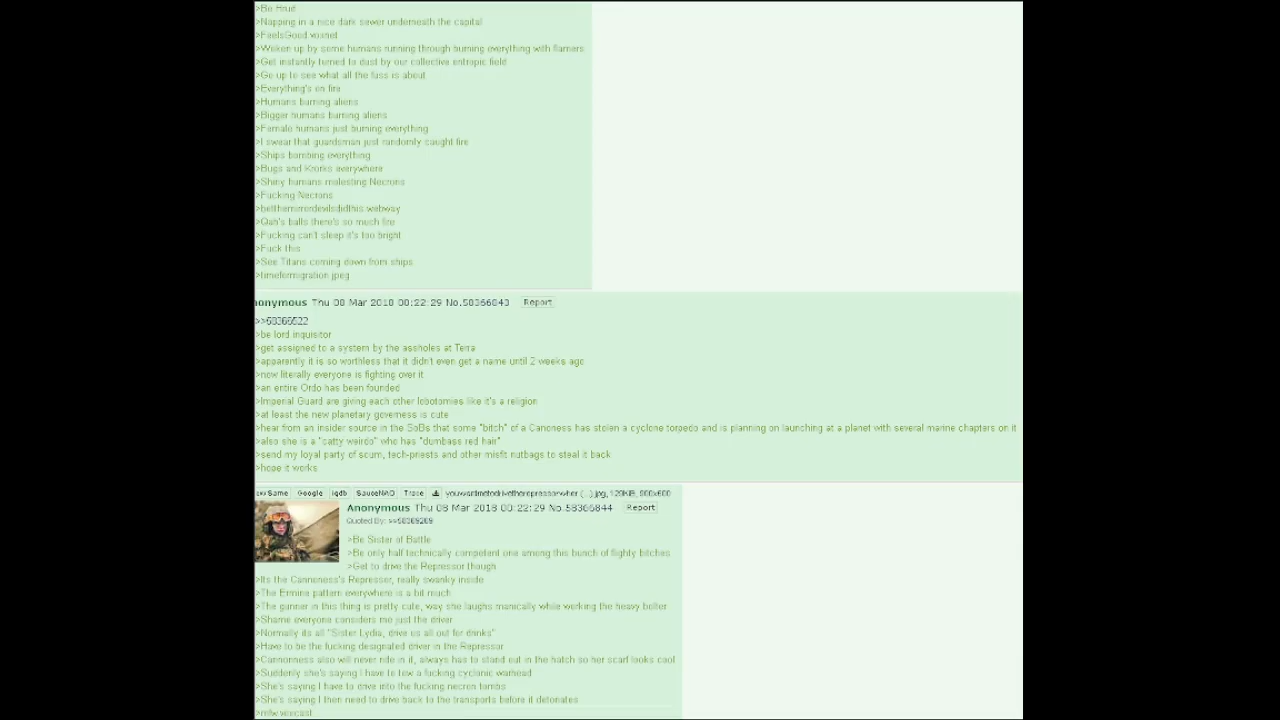 >Be Hrud
>Napping in a nice dark sewer underneath the capital
>FeelsGood.voxnet
>Woken up by some humans running through burning everything with flamers
>Get instantly turned to dust by our collective entropic field
>Go up to see what all the fuss is about
>Everything's on fire
>Humans burning aliens
>Bigger humans burning aliens
>Female humans just burning everything
>I swear that guardsman just randomly caught fire
>Ships bombing everything
>Bugs and Krorks everywhere
>Shiny humans molesting Necrons
>Fucking Necrons
>betthemirrordevilsdidthis.webway
>Qah's balls there's so much fire
>Fucking can't sleep it's too bright
>Fuck this
>See Titans coming down from ships
>timeformigration.jpeg
nonymous Thu 08 Mar 2018 00:22:29 No.58366843 Report
>>58366522
>be lord inquisitor
>get assigned to a system by the assholes at Terra
>apparently it is so worthless that it didn't even get a name until 2 weeks ago
>now literally everyone is fighting over it
>an entire Ordo has been founded
>Imperial Guard are giving each other lobotomies like it's a religion
>at least the new planetary governess is cute
>hear from an insider source in the SoBs that some "bitch" of a Canoness has stolen a cyclone torpedo and is planning on launching at a planet with several marine chapters on it
>also she is a "catty weirdo" who has "dumbass red hair"
>send my loyal party of scum, tech-priests and other misfit nutbags to steal it back
>hope it works
Same Google iqdb SauceNAO Trace youwantmetodrivetherepressorwher (...).jpg, 129KiB, 900x600
Anonymous Thu 08 Mar 2018 00:22:29 No.58366844 Report
Quoted By: >>58369209
>Be Sister of Battle
>Be only half technically competent one among this bunch of flighty bitches
>Get to drive the Repressor though
>Its the Cannoness's Repressor, really swanky inside
>The Ermine pattern everywhere is a bit much
>The gunner in this thing is pretty cute, way she laughs manically while working the heavy bolter
>Shame everyone considers me just the driver
>Normally its all "Sister Lydia, drive us all out for drinks"
>Have to be the fucking designated driver in the Repressor
>Cannonness also will never ride in it, always has to stand out in the hatch so her scarf looks cool
>Suddenly she's saying I have to tow a fucking cyclonic warhead
>She's saying I have to drive into the fucking necron tombs
>She's saying I then need to drive back to the transports before it detonates
>mfw voxcast